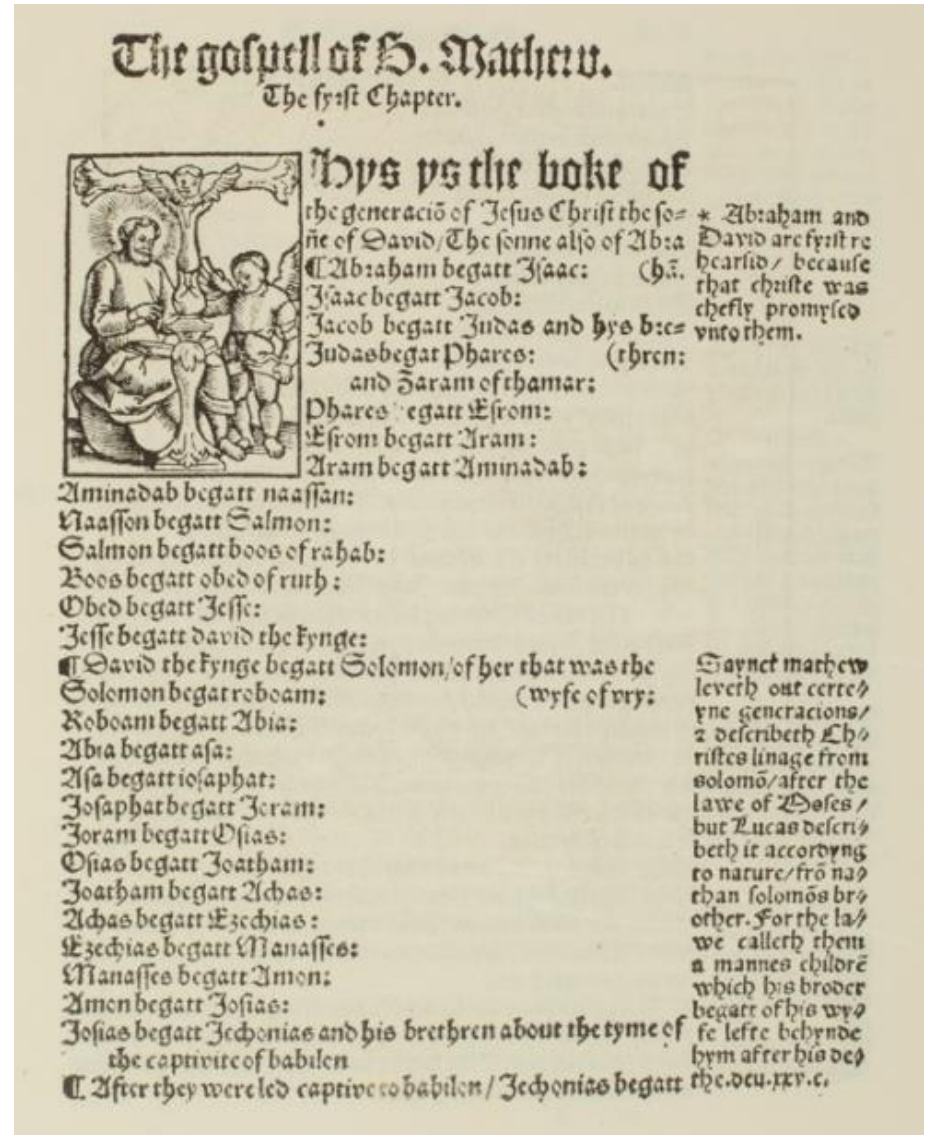 The gospell of S. Mathew.
The fyrst Chapter.
Thys ys the boke of
the generaciõ of Jesus Christ the so=
ñe of David/The sonne also of Abra
¶Abraham begatt Isaac: (hã.
Isaac begatt Jacob:
Jacob begatt Judas and hys bre=
Judas begat Phares: (thren:
and Zaram of thamar:
Phares egatt Esrom:
Esrom begatt Aram:
Aram begatt Aminadab:
Aminadab begatt naassan:
Naasson begatt Salmon:
Salmon begatt boos of rahab:
Boos begatt obed of ruth:
Obed begatt Jesse:
Jesse begatt david the kynge:
¶David the kynge begatt Solomon/of her that was the
Solomon begat roboam: (wyfe of vry:
Roboam begatt Abia:
Abia begatt asa:
Asa begatt iosaphat:
Josaphat begatt Joram:
Joram begatt Osias:
Osias begatt Joatham:
Joatham begatt Achas:
Achas begatt Ezechias:
Ezechias begatt Manasses:
Manasses begatt Amon:
Amon begatt Josias:
Josias begatt Jechonias and his brethren about the tyme of
the captivite of babilon
¶After they were led captive to babilon/Jechonias begatt
* Abraham and
David are fyrst re
hearsid/ because
that christe was
chefly promysed
vnto them.
Saynct mathew
leveth out certe⸗
yne generacions/
⁊ describeth Ch⸗
ristes linage from
solomõ/after the
lawe of Moses/
but Lucas descri⸗
beth it accordyng
to nature/frõ na⸗
than solomõs br⸗
other. For the la⸗
we calleth them
a mannes childrẽ
which his broder
begatt of his wy⸗
fe lefte behynde
hym after his de⸗
the.deu.xxv.c.